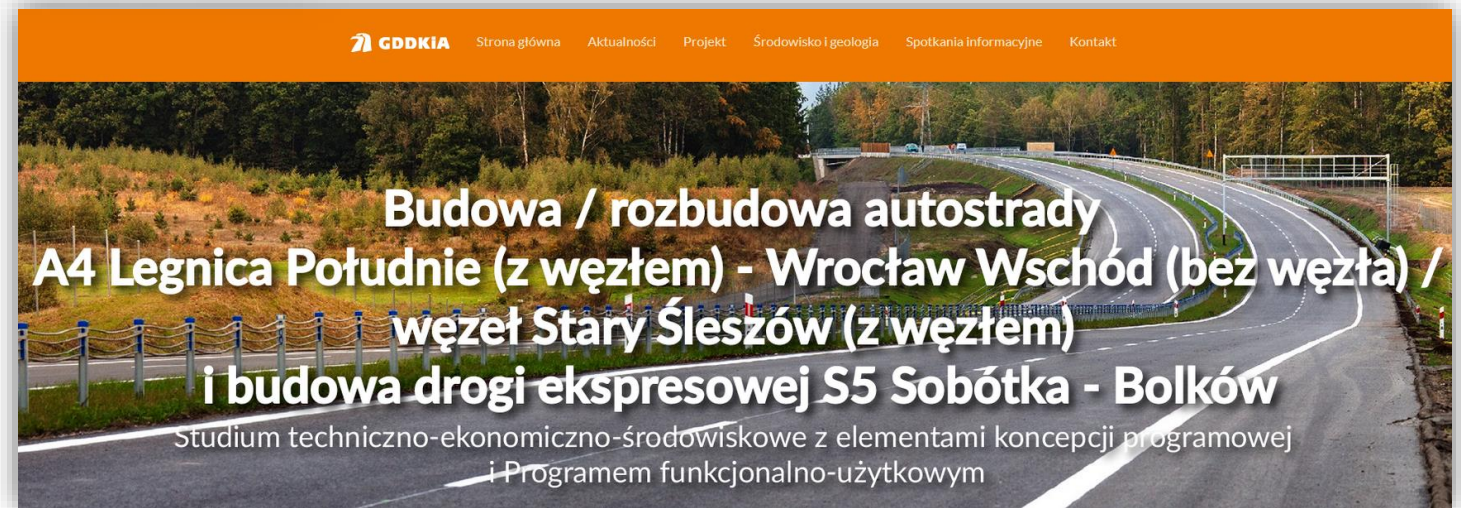 GDDKiA Strona główna Aktualności Projekt Środowisko i geologia Spotkania informacyjne Kontakt
Budowa / rozbudowa autostrady
A4 Legnica Południe (z węzłem) - Wrocław Wschód (bez węzła) /
węzeł Stary Śleszów (z węzłem)
i budowa drogi ekspresowej S5 Sobótka - Bolków
Studium techniczno-ekonomiczno-środowiskowe z elementami koncepcji programowej
i Programem funkcjonalno-użytkowym